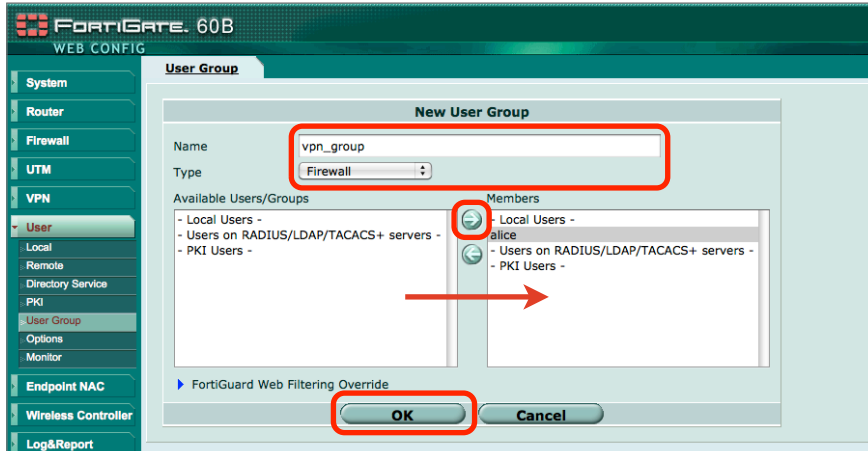 FORTIGATE. 60B
WEB CONFIG
User Group
System
Router
Firewall
UTM
VPN
User
Local
Remote
Directory Service
PKI
User Group
Options
Monitor
Endpoint NAC
Wireless Controller
Log&Report
New User Group
Name
vpn_group
Type
Firewall
Available Users/Groups
- Local Users -
- Users on RADIUS/LDAP/TACACS+ servers -
- PKI Users -
Members
- Local Users -
alice
- Users on RADIUS/LDAP/TACACS+ servers -
- PKI Users -
FortiGuard Web Filtering Override
OK
Cancel